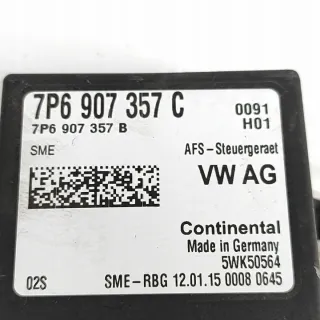 7P6 907 357 C 0091
7P6 907 357 B H01
SME AFS-Steuergeraet
VW AG
Continental
Made in Germany
5WK50564
02S SME-RBG 12.01.15 0008 0645